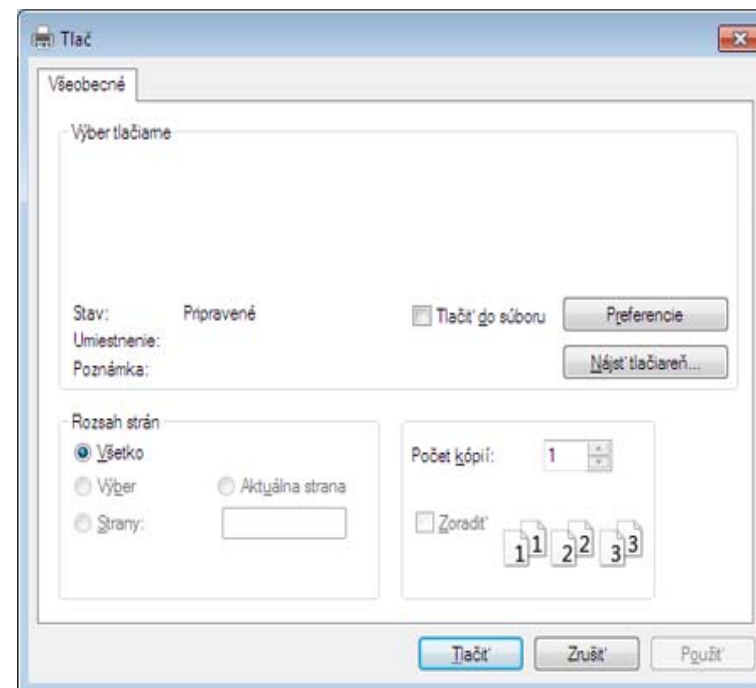 Tlač
Všeobecné
Výber tlačiarne
Stav: Pripravené
Tlačiť do súboru
Preferencie
Umiestnenie:
Poznámka:
Nájsť tlačiareň...
Rozsah strán
Všetko
Výber
Aktuálna strana
Strany:
Počet kópií: 1
Zoradiť
1 1 2 2 3 3
Tlačiť
Zrušiť
Použiť